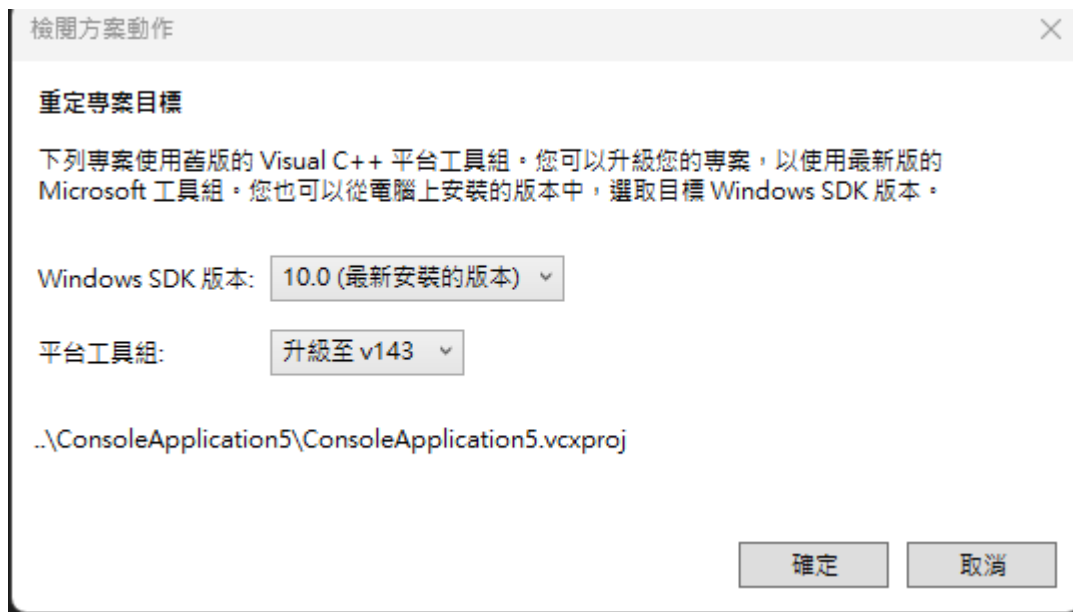 檢閱方案動作
重定專案目標
下列專案使用舊版的 Visual C++ 平台工具組。您可以升級您的專案，以使用最新版的
Microsoft 工具組。您也可以從電腦上安裝的版本中，選取目標 Windows SDK 版本。
Windows SDK 版本: 10.0 (最新安裝的版本)
平台工具組: 升級至 v143
..\ConsoleApplication5\ConsoleApplication5.vcxproj
確定 取消